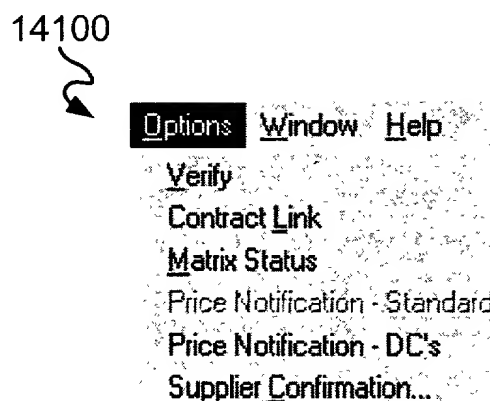 14100
Options Window Help
Verify
Contract Link
Matrix Status
Price Notification - Standard
Price Notification - DC's
Supplier Confirmation...